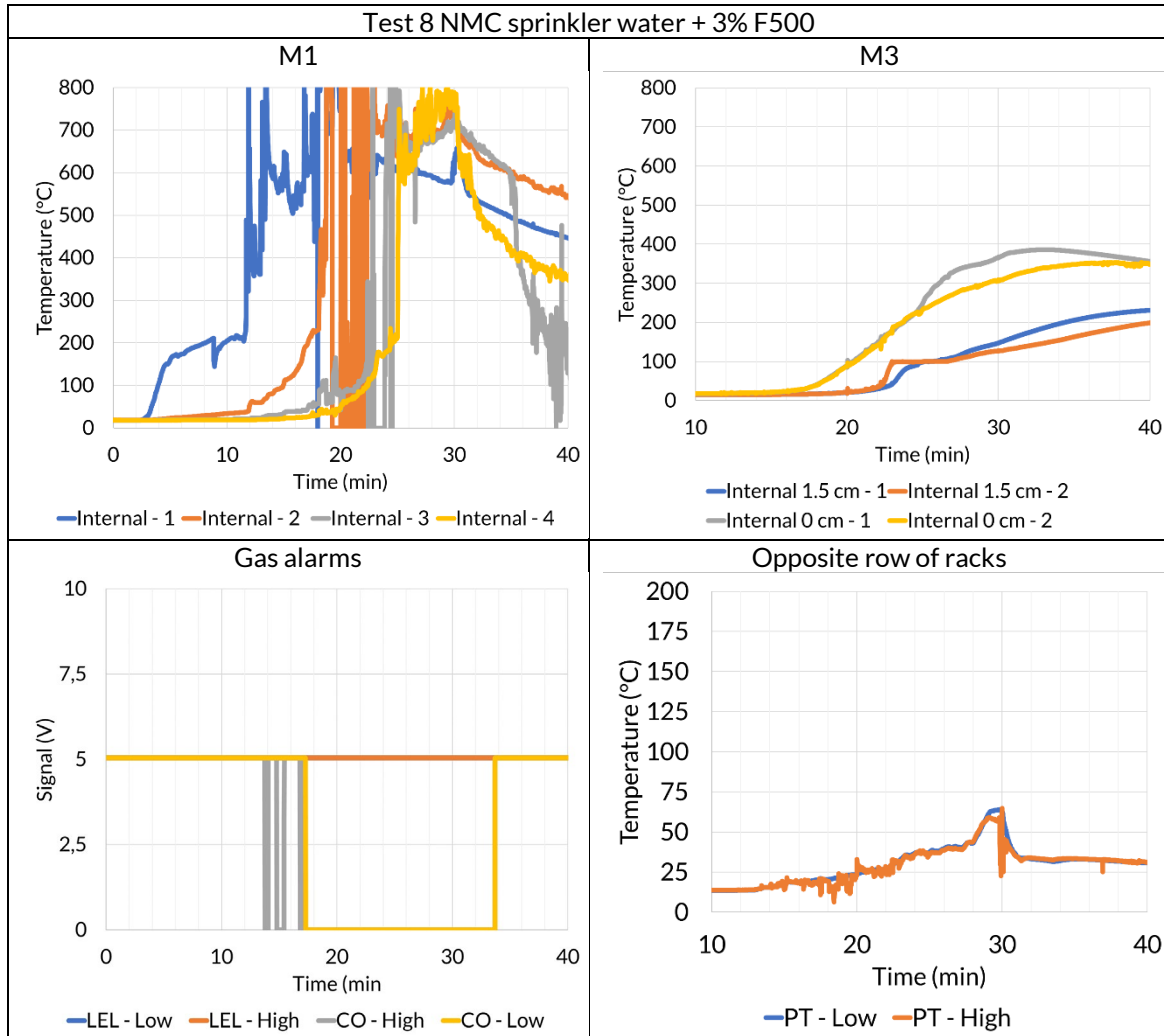 Test 8 NMC sprinkler water + 3% F500
M1
800
700
600
500
400
300
200
100
0
Temperature (°C)
0 10 20 30 40
Time (min)
Internal - 1 Internal - 2 Internal - 3 Internal - 4
M3
800
700
600
500
400
300
200
100
0
Temperature (°C)
10 20 30 40
Time (min)
Internal 1.5 cm - 1 Internal 1.5 cm - 2
Internal 0 cm - 1 Internal 0 cm - 2
Gas alarms
10
7.5
5
2,5
0
Signal (V)
0 10 20 30 40
Time (min
LEL - Low LEL - High CO - High CO - Low
Opposite row of racks
200
175
150
125
100
75
50
25
0
Temperature (°C)
10 20 30 40
Time (min)
PT - Low PT - High